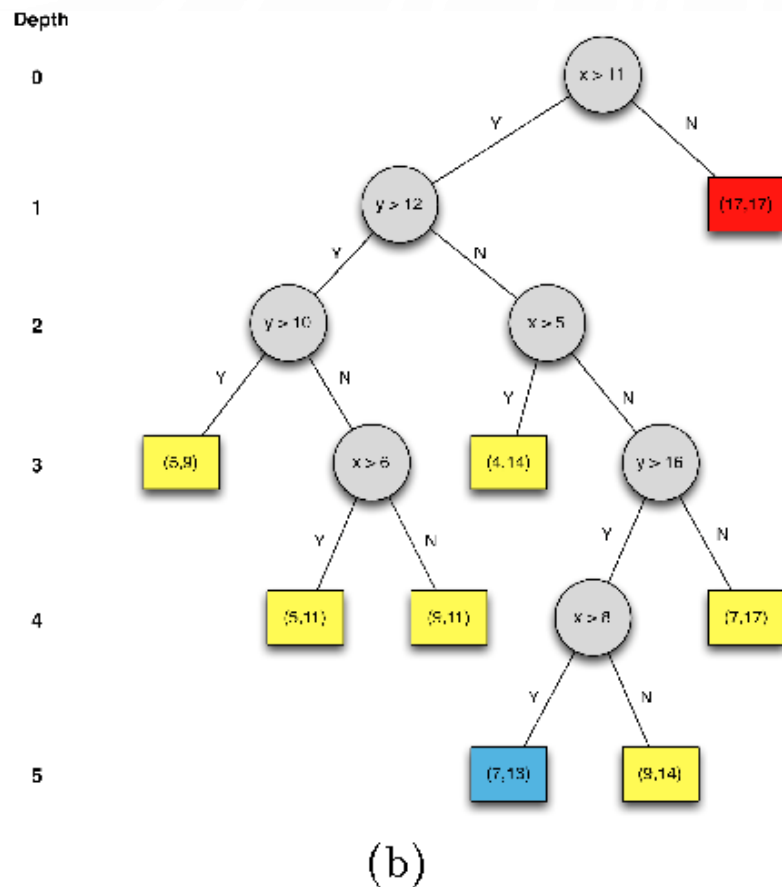 Depth
0
x > 11
Y
N
1
y > 12
(17,17)
Y
N
2
y > 10
x > 5
Y
N
Y
N
3
(5,9)
x > 6
(4,14)
y > 16
Y
N
Y
N
4
(5,11)
(9,11)
x > 8
(7,17)
Y
N
5
(7,13)
(9,14)
(b)